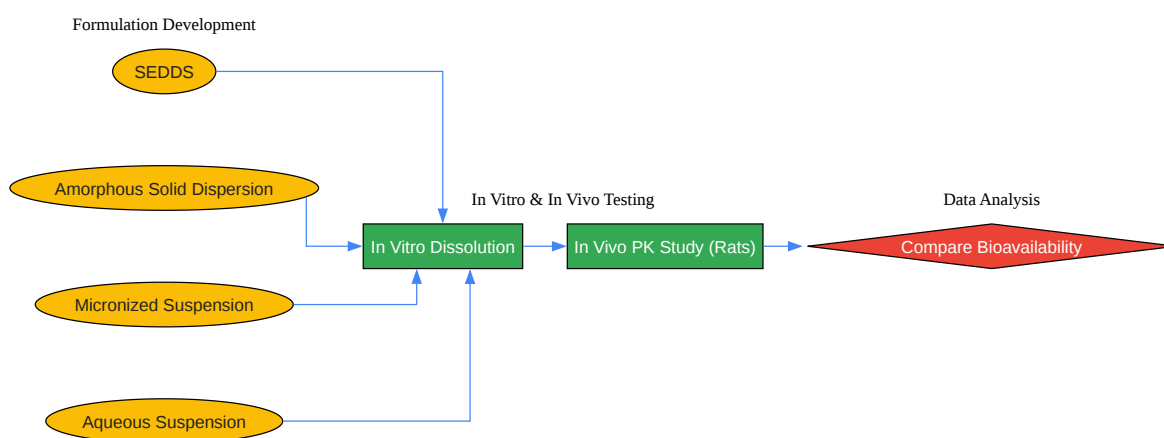 Formulation Development
SEDDS
Amorphous Solid Dispersion
In Vitro & In Vivo Testing
Data Analysis
In Vitro Dissolution
In Vivo PK Study (Rats)
Compare Bioavailability
Micronized Suspension
Aqueous Suspension